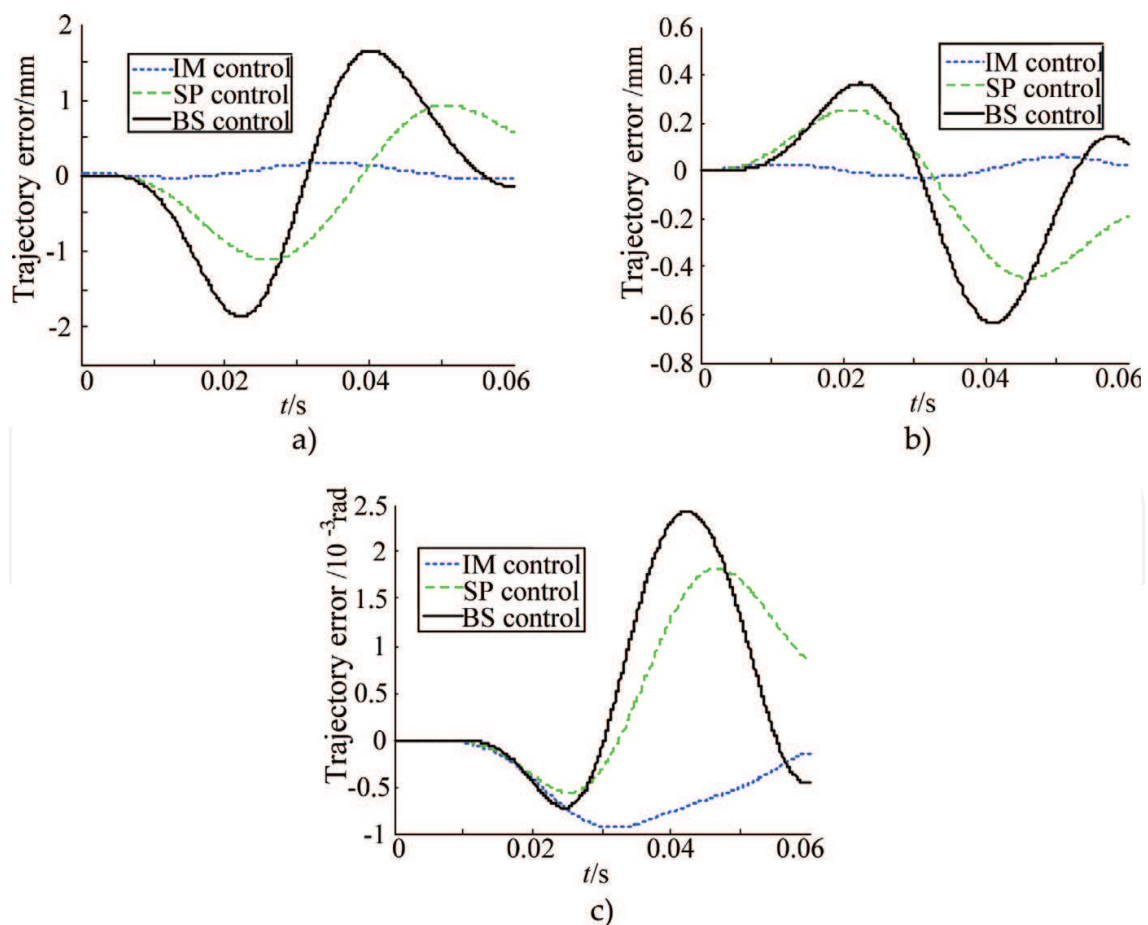 Trajectory error/mm
2
1
0
-1
-2
IM control
SP control
BS control
0
0.02
0.04
0.06
t/s
a)
Trajectory error /mm
0.6
0.4
0.2
0
-0.2
-0.4
-0.6
-0.8
IM control
SP control
BS control
0
0.02
0.04
0.06
t/s
b)
Trajectory error /10 -3rad
2.5
2
1.5
1
0.5
0
-0.5
-1
IM control
SP control
BS control
0
0.02
0.04
0.06
t/s
c)